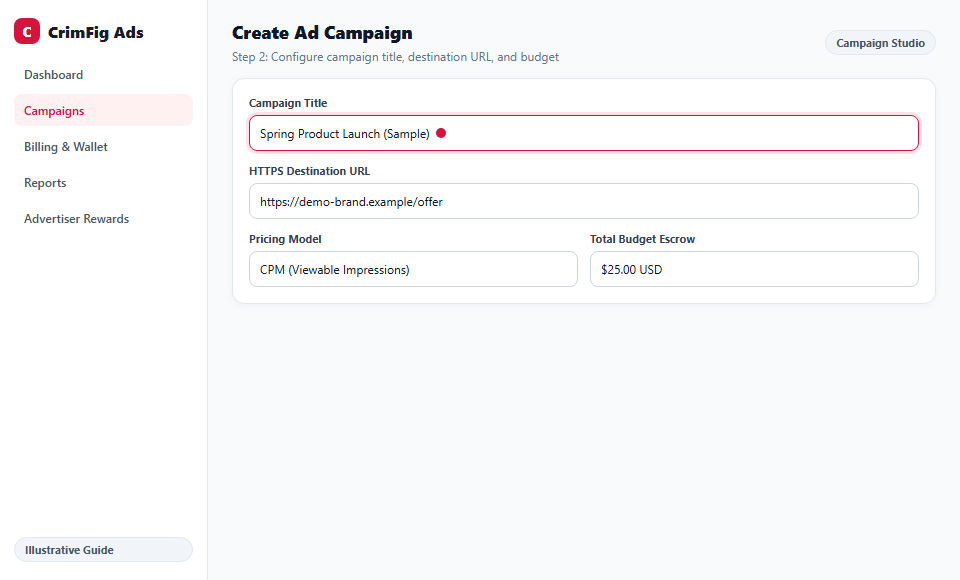 C CrimFig Ads
Dashboard
Campaigns
Billing & Wallet
Reports
Advertiser Rewards
Illustrative Guide
Create Ad Campaign
Step 2: Configure campaign title, destination URL, and budget
Campaign Studio
Campaign Title
Spring Product Launch (Sample)
HTTPS Destination URL
https://demo-brand.example/offer
Pricing Model
CPM (Viewable Impressions)
Total Budget Escrow
$25.00 USD